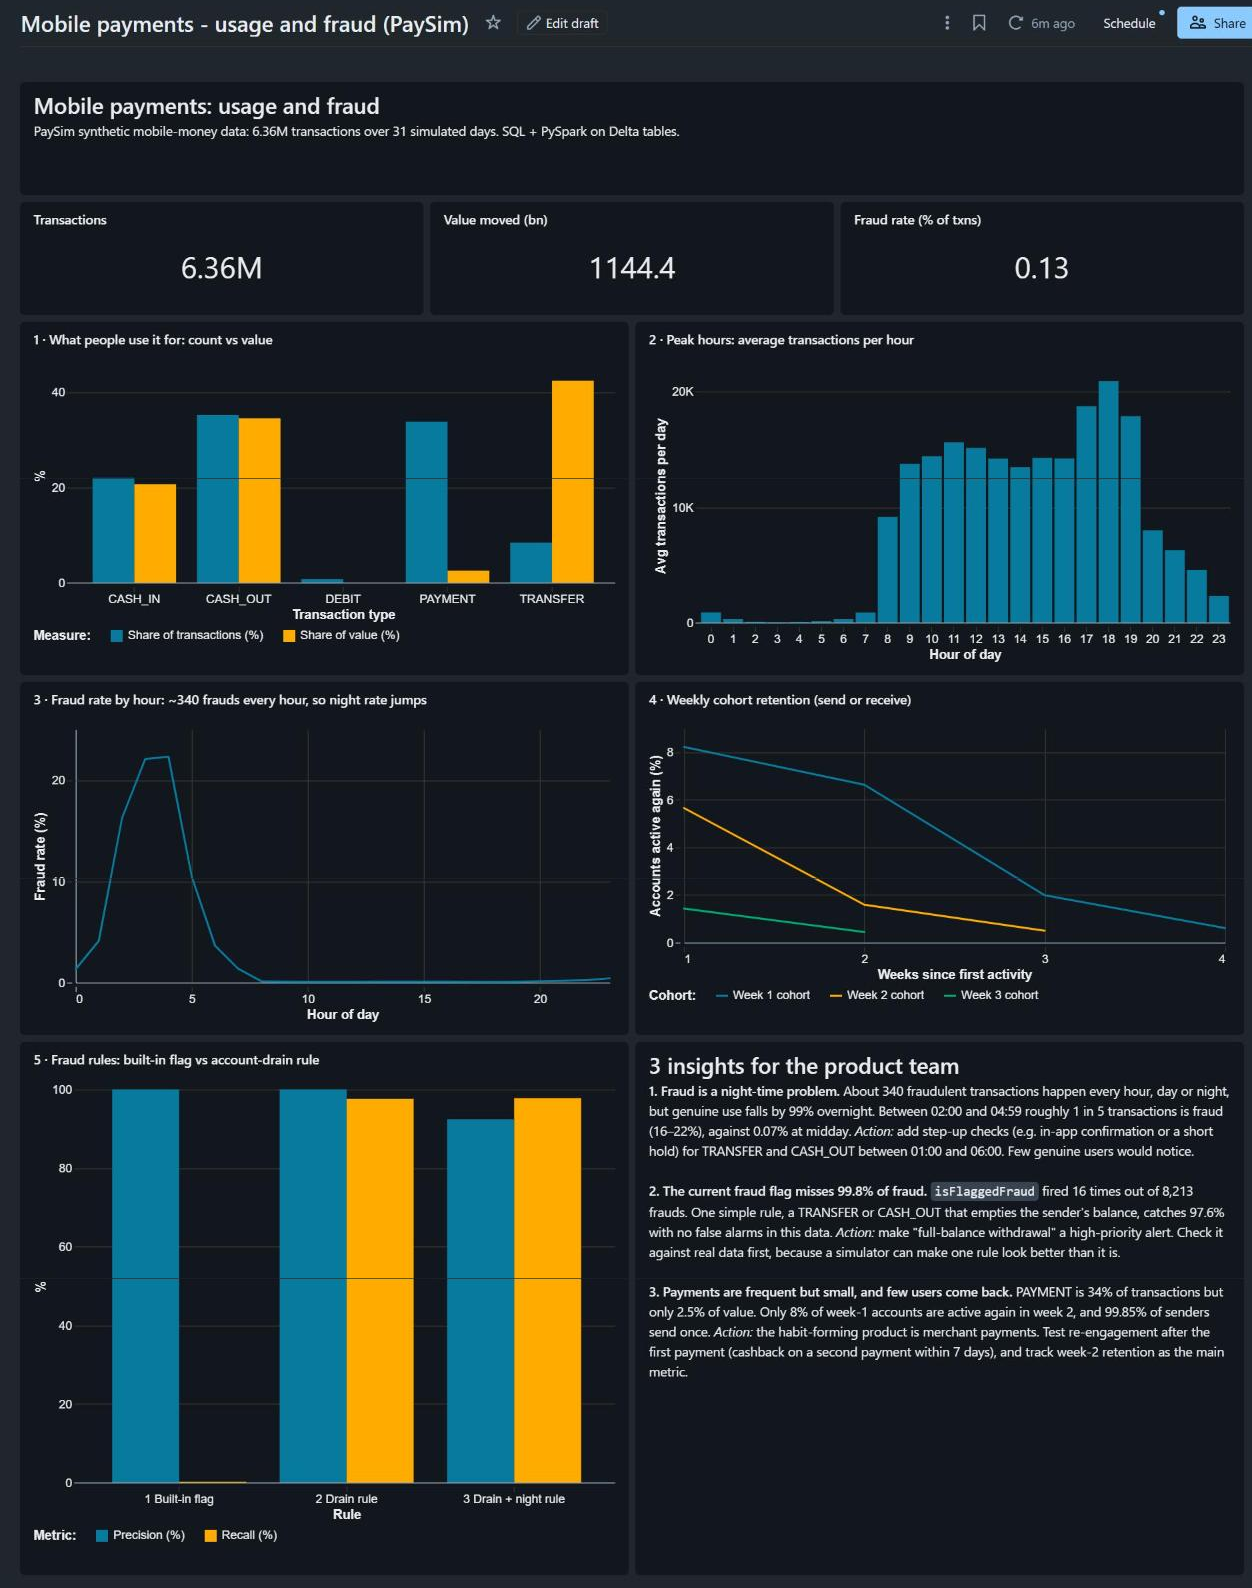 Mobile payments - usage and fraud (PaySim)
Edit draft
6m ago
Schedule
Share
Mobile payments: usage and fraud
PaySim synthetic mobile-money data: 6.36M transactions over 31 simulated days. SQL + PySpark on Delta tables.
Transactions
6.36M
Value moved (bn)
1144.4
Fraud rate (% of txns)
0.13
1 · What people use it for: count vs value
%
40
20
0
CASH_IN
CASH_OUT
DEBIT
PAYMENT
TRANSFER
Transaction type
Measure:
Share of transactions (%)
Share of value (%)
2 · Peak hours: average transactions per hour
Avg transactions per day
20K
10K
0
0 1 2 3 4 5 6 7 8 9 10 11 12 13 14 15 16 17 18 19 20 21 22 23
Hour of day
3 · Fraud rate by hour: ~340 frauds every hour, so night rate jumps
Fraud rate (%)
20
10
0
0 5 10 15 20
Hour of day
4 · Weekly cohort retention (send or receive)
Accounts active again (%)
8
6
4
2
0
1 2 3 4
Weeks since first activity
Cohort:
Week 1 cohort
Week 2 cohort
Week 3 cohort
5 · Fraud rules: built-in flag vs account-drain rule
%
100
80
60
40
20
0
1 Built-in flag
2 Drain rule
3 Drain + night rule
Rule
Metric:
Precision (%)
Recall (%)
3 insights for the product team
1. Fraud is a night-time problem. About 340 fraudulent transactions happen every hour, day or night,
but genuine use falls by 99% overnight. Between 02:00 and 04:59 roughly 1 in 5 transactions is fraud
(16–22%), against 0.07% at midday. Action: add step-up checks (e.g. in-app confirmation or a short
hold) for TRANSFER and CASH_OUT between 01:00 and 06:00. Few genuine users would notice.
2. The current fraud flag misses 99.8% of fraud. isFlaggedFraud fired 16 times out of 8,213
frauds. One simple rule, a TRANSFER or CASH_OUT that empties the sender's balance, catches 97.6%
with no false alarms in this data. Action: make "full-balance withdrawal" a high-priority alert. Check it
against real data first, because a simulator can make one rule look better than it is.
3. Payments are frequent but small, and few users come back. PAYMENT is 34% of transactions but
only 2.5% of value. Only 8% of week-1 accounts are active again in week 2, and 99.85% of senders
send once. Action: the habit-forming product is merchant payments. Test re-engagement after the
first payment (cashback on a second payment within 7 days), and track week-2 retention as the main
metric.